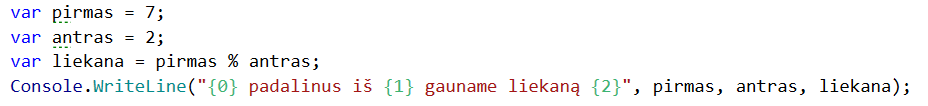 var pirmas = 7;
var antras = 2;
var liekana = pirmas % antras;
Console.WriteLine("{0} padalinus iš {1} gauname liekaną {2}", pirmas, antras, liekana);